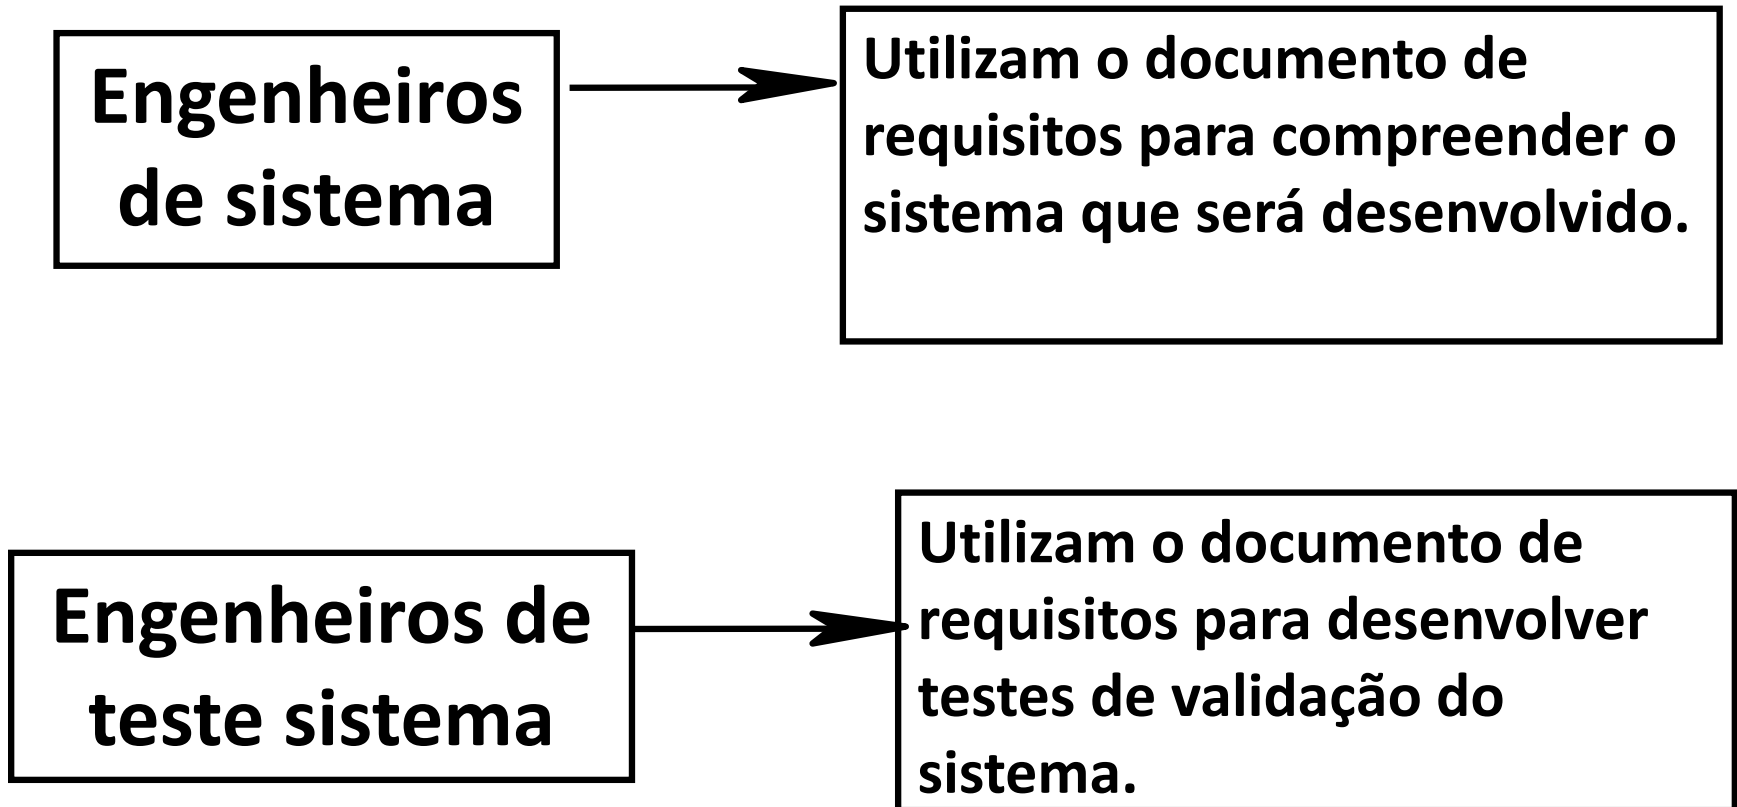 Engenheiros
de sistema
Utilizam o documento de
requisitos para compreender o
sistema que será desenvolvido.
Engenheiros de
teste sistema
Utilizam o documento de
requisitos para desenvolver
testes de validação do
sistema.